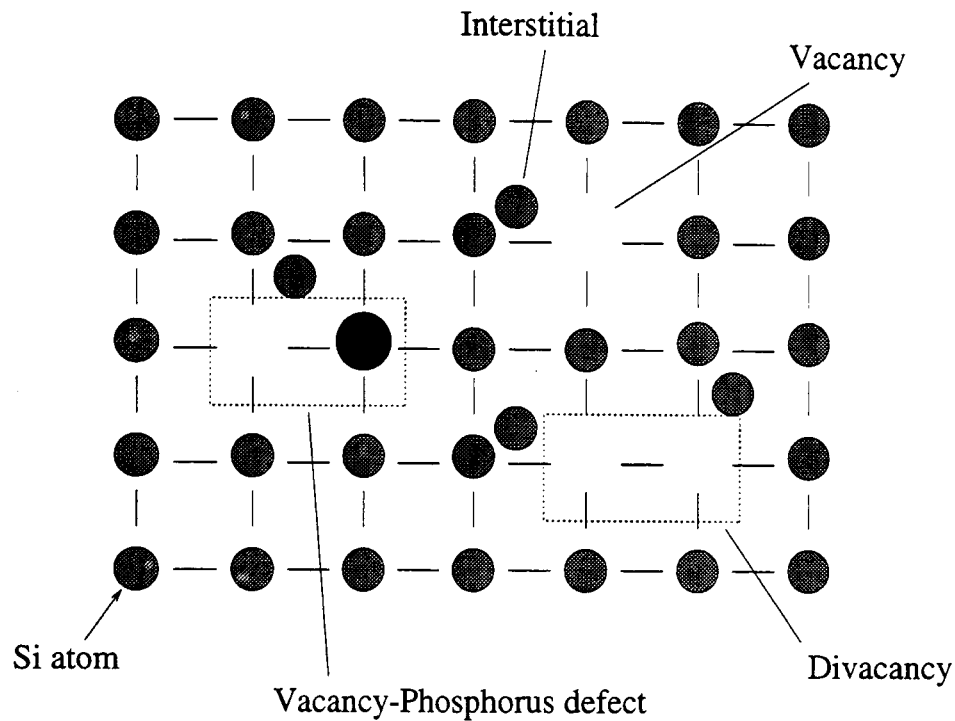 Interstitial
Vacancy
Si atom
Divacancy
Vacancy-Phosphorus defect